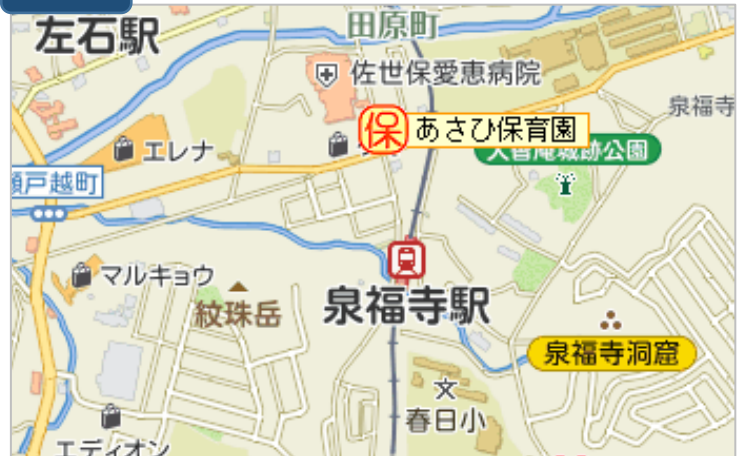 左石駅
田原町
佐世保愛恵病院
泉福寺
保 あさひ保育園
大智庵城跡公園
エレナ
瀬戸越町
マルキョウ
紋珠岳
泉福寺駅
泉福寺洞窟
文
春日小
エディオン